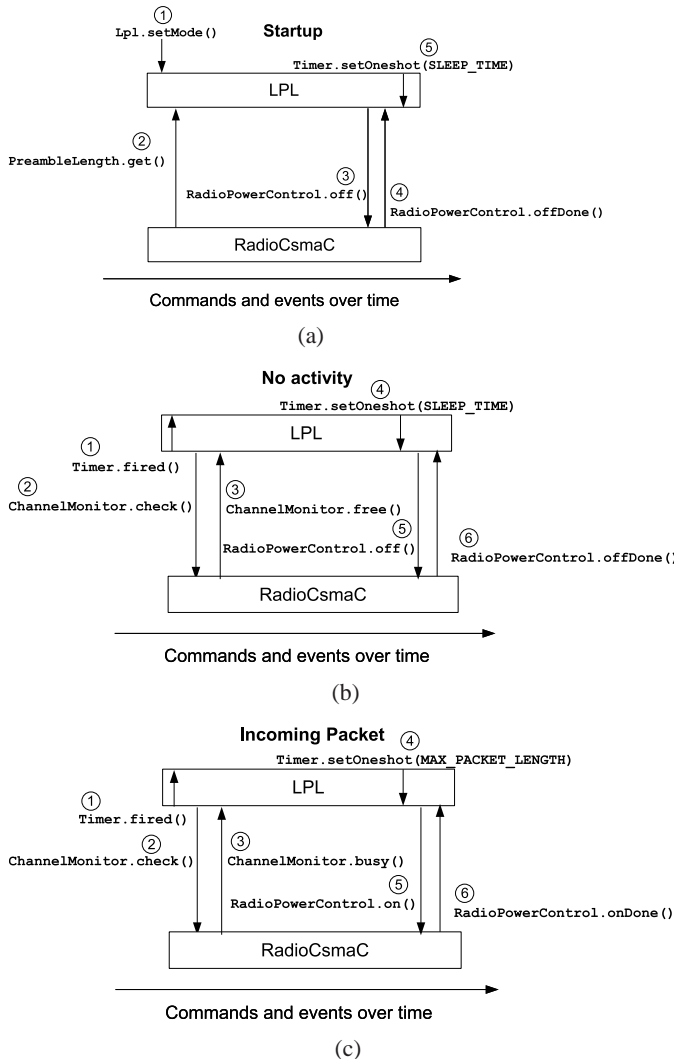 ①
Lpl.setMode()
Startup
⑤
Timer.setOneshot(SLEEP_TIME)
LPL
②
PreambleLength.get()
③
RadioPowerControl.off()
④
RadioPowerControl.offDone()
RadioCsmaC
Commands and events over time
(a)
No activity
④
Timer.setOneshot(SLEEP_TIME)
LPL
①
Timer.fired()
②
ChannelMonitor.check()
③
ChannelMonitor.free()
⑤
RadioPowerControl.off()
⑥
RadioPowerControl.offDone()
RadioCsmaC
Commands and events over time
(b)
Incoming Packet
④
Timer.setOneshot(MAX_PACKET_LENGTH)
LPL
①
Timer.fired()
②
ChannelMonitor.check()
③
ChannelMonitor.busy()
⑤
RadioPowerControl.on()
⑥
RadioPowerControl.onDone()
RadioCsmaC
Commands and events over time
(c)